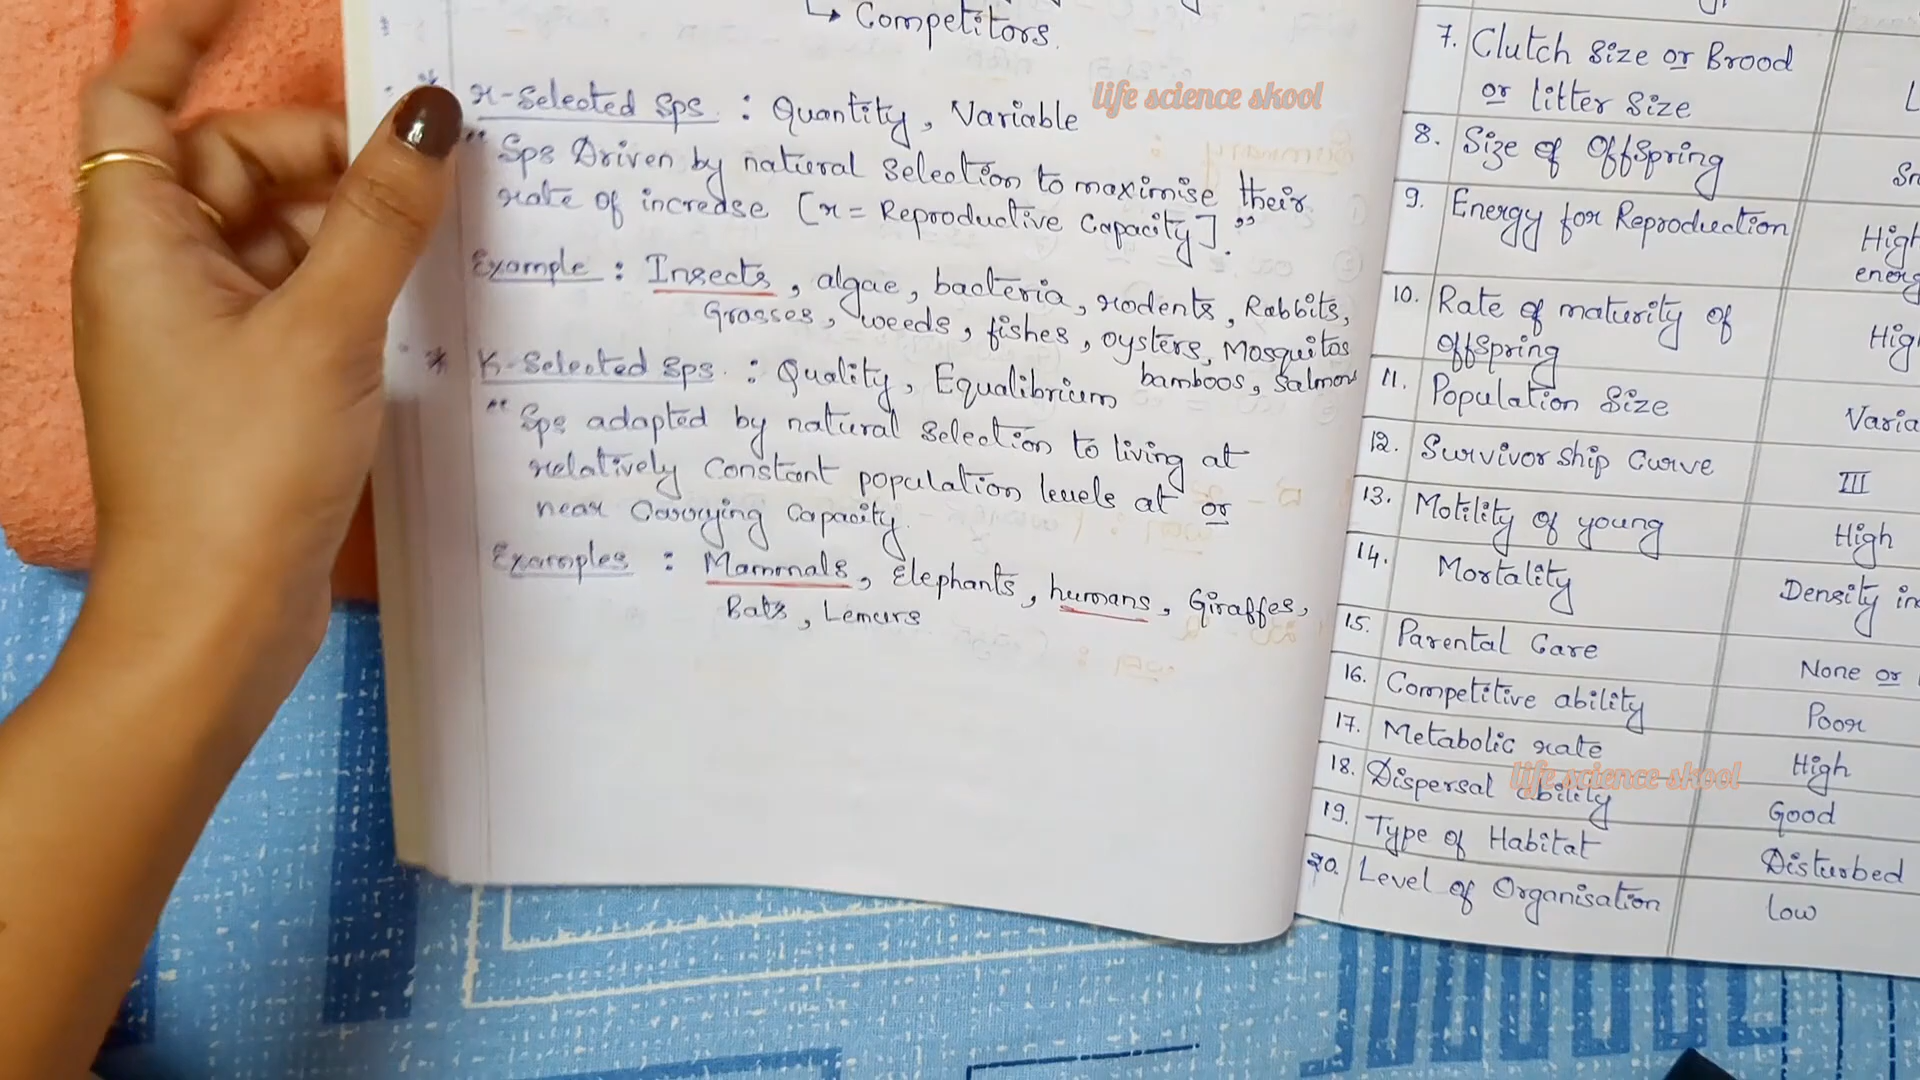 ↳ Competitors.
life science skool
* r-Selected Sps : Quantity, Variable
"Sps Driven by natural Selection to maximise their
rate of increase [r = Reproductive Capacity]".
Example : Insects, algae, bacteria, rodents, Rabbits,
Grasses, weeds, fishes, oysters, Mosquitos
bamboos, Salmon
* K-Selected Sps : Quality, Equalibrium
"Sps adapted by natural Selection to living at
relatively Constant population levels at or
near Carrying Capacity.
Examples : Mammals, Elephants, humans, Giraffes,
Bats, Lemurs
7. Clutch Size or Brood
or litter Size
8. Size of Offspring
9. Energy for Reproduction High
10. Rate of maturity of
Offspring
11. Population Size
12. Survivorship Curve III
13. Motility of young High
14. Mortality Density
15. Parental Care None or
16. Competitive ability Poor
17. Metabolic rate High
life science skool
18. Dispersal ability Good
19. Type of Habitat Disturbed
20. Level of Organisation low